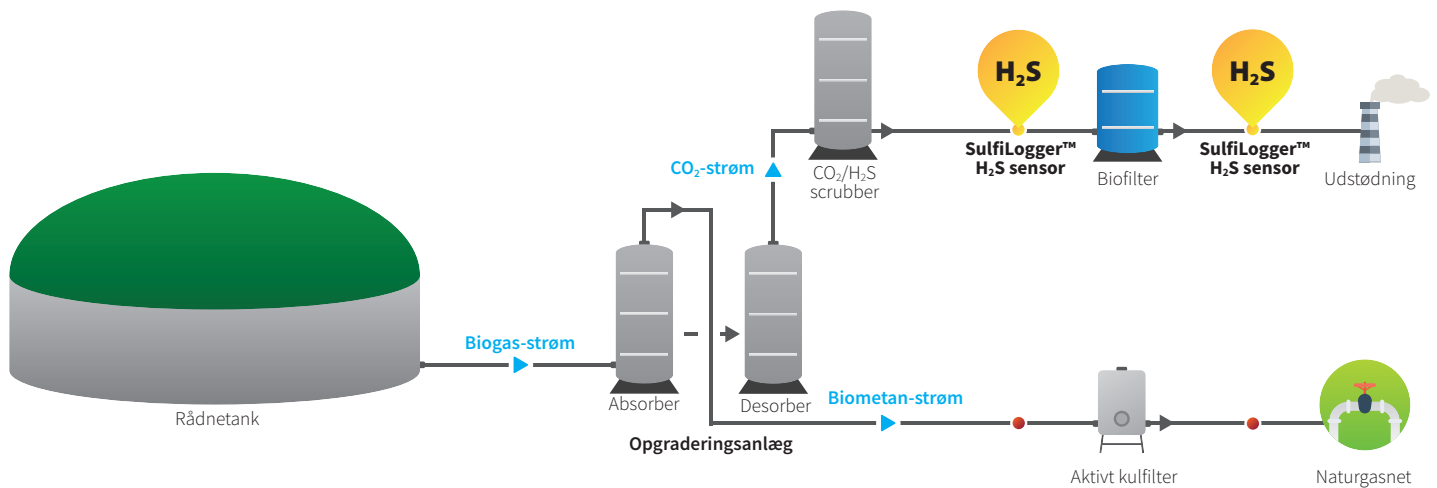 H₂S
H₂S
SulfiLogger™
H₂S sensor
SulfiLogger™
H₂S sensor
CO₂-strøm
CO₂/H₂S
scrubber
Biofilter
Udstødning
Biogas-strøm
Rådnetank
Absorber
Desorber
Biometan-strøm
Opgraderingsanlæg
Aktivt kulfilter
Naturgasnet